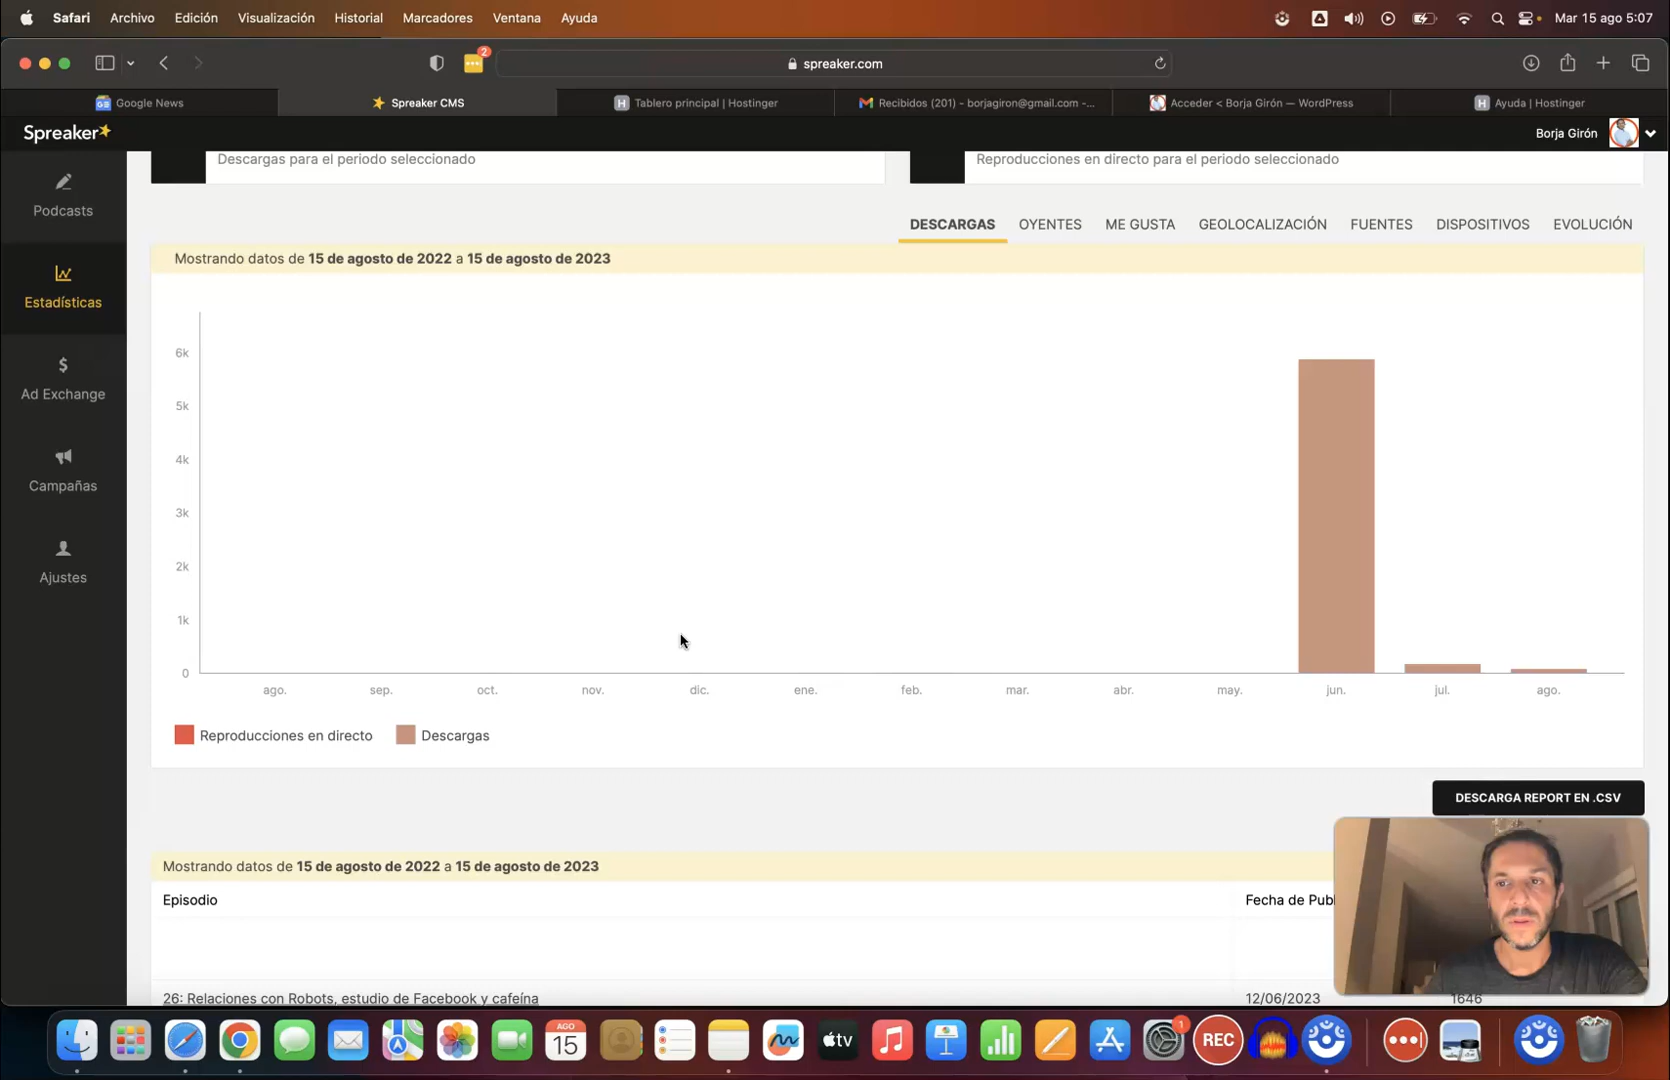 Safari Archivo Edición Visualización Historial Marcadores Ventana Ayuda Mar 15 ago 5:07
2
spreaker.com
Google News Spreaker CMS Tablero principal | Hostinger Recibidos (201) - borjagiron@gmail.com -... Acceder < Borja Girón — WordPress Ayuda | Hostinger
Spreaker Borja Girón
Descargas para el periodo seleccionado Reproducciones en directo para el periodo seleccionado
Podcasts
DESCARGAS OYENTES ME GUSTA GEOLOCALIZACIÓN FUENTES DISPOSITIVOS EVOLUCIÓN
Mostrando datos de 15 de agosto de 2022 a 15 de agosto de 2023
Estadísticas
6k
Ad Exchange
5k
4k
Campañas
3k
2k
Ajustes
1k
0
ago. sep. oct. nov. dic. ene. feb. mar. abr. may. jun. jul. ago.
Reproducciones en directo Descargas
DESCARGA REPORT EN .CSV
Mostrando datos de 15 de agosto de 2022 a 15 de agosto de 2023
Episodio Fecha de Pub
26: Relaciones con Robots, estudio de Facebook y cafeína 12/06/2023 1646
AGO
15
tv
1
REC